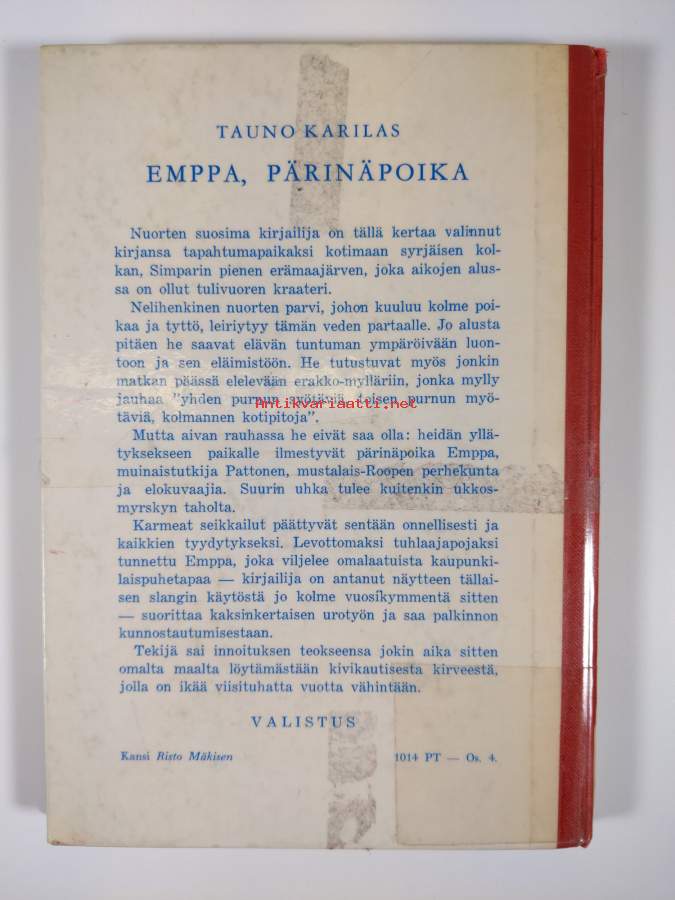 TAUNO KARILAS
EMPPA, PÄRINÄPOIKA
Nuorten suosima kirjailija on tällä kertaa valinnut
kirjansa tapahtumapaikaksi kotimaan syrjäisen kol-
kan, Simparin pienen erämaajärven, joka aikojen alus-
sa on ollut tulivuoren kraateri.
Nelihenkinen nuorten parvi, johon kuuluu kolme poi-
kaa ja tyttö, leiriytyy tämän veden partaalle. Jo alusta
pitäen he saavat elävän tuntuman ympäröivään luon-
toon ja sen eläimistöön. He tutustuvat myös jonkin
matkan päässä elelevään erakko-mylläriin, jonka mylly
jauhaa "yhden purnun syötäviä, toisen purnun myö-
Antikvariaatti.net
täviä, kolmannen kotipitoja".
Mutta aivan rauhassa he eivät saa olla: heidän yllä-
tyksekseen paikalle ilmestyvät pärinäpoika Emppa,
muinaistutkija Pattonen, mustalais-Roopen perhekunta
ja elokuvaajia. Suurin uhka tulee kuitenkin ukkos-
myrskyn taholta.
Karmeat seikkailut päättyvät sentään onnellisesti ja
kaikkien tyydytykseksi. Levottomaksi tuhlaajapojaksi
tunnettu Emppa, joka viljelee omalaatuista kaupunki-
laispuhetapaa — kirjailija on antanut näytteen tällai-
sen slangin käytöstä jo kolme vuosikymmentä sitten
— suorittaa kaksinkertaisen urotyön ja saa palkinnon
kunnostautumisestaan.
Tekijä sai innoituksen teokseensa jokin aika sitten
omalta maalta löytämästään kivikautisesta kirveestä,
jolla on ikää viisituhatta vuotta vähintään.
VALISTUS
Kansi Risto Mäkisen 1014 PT — Os. 4.